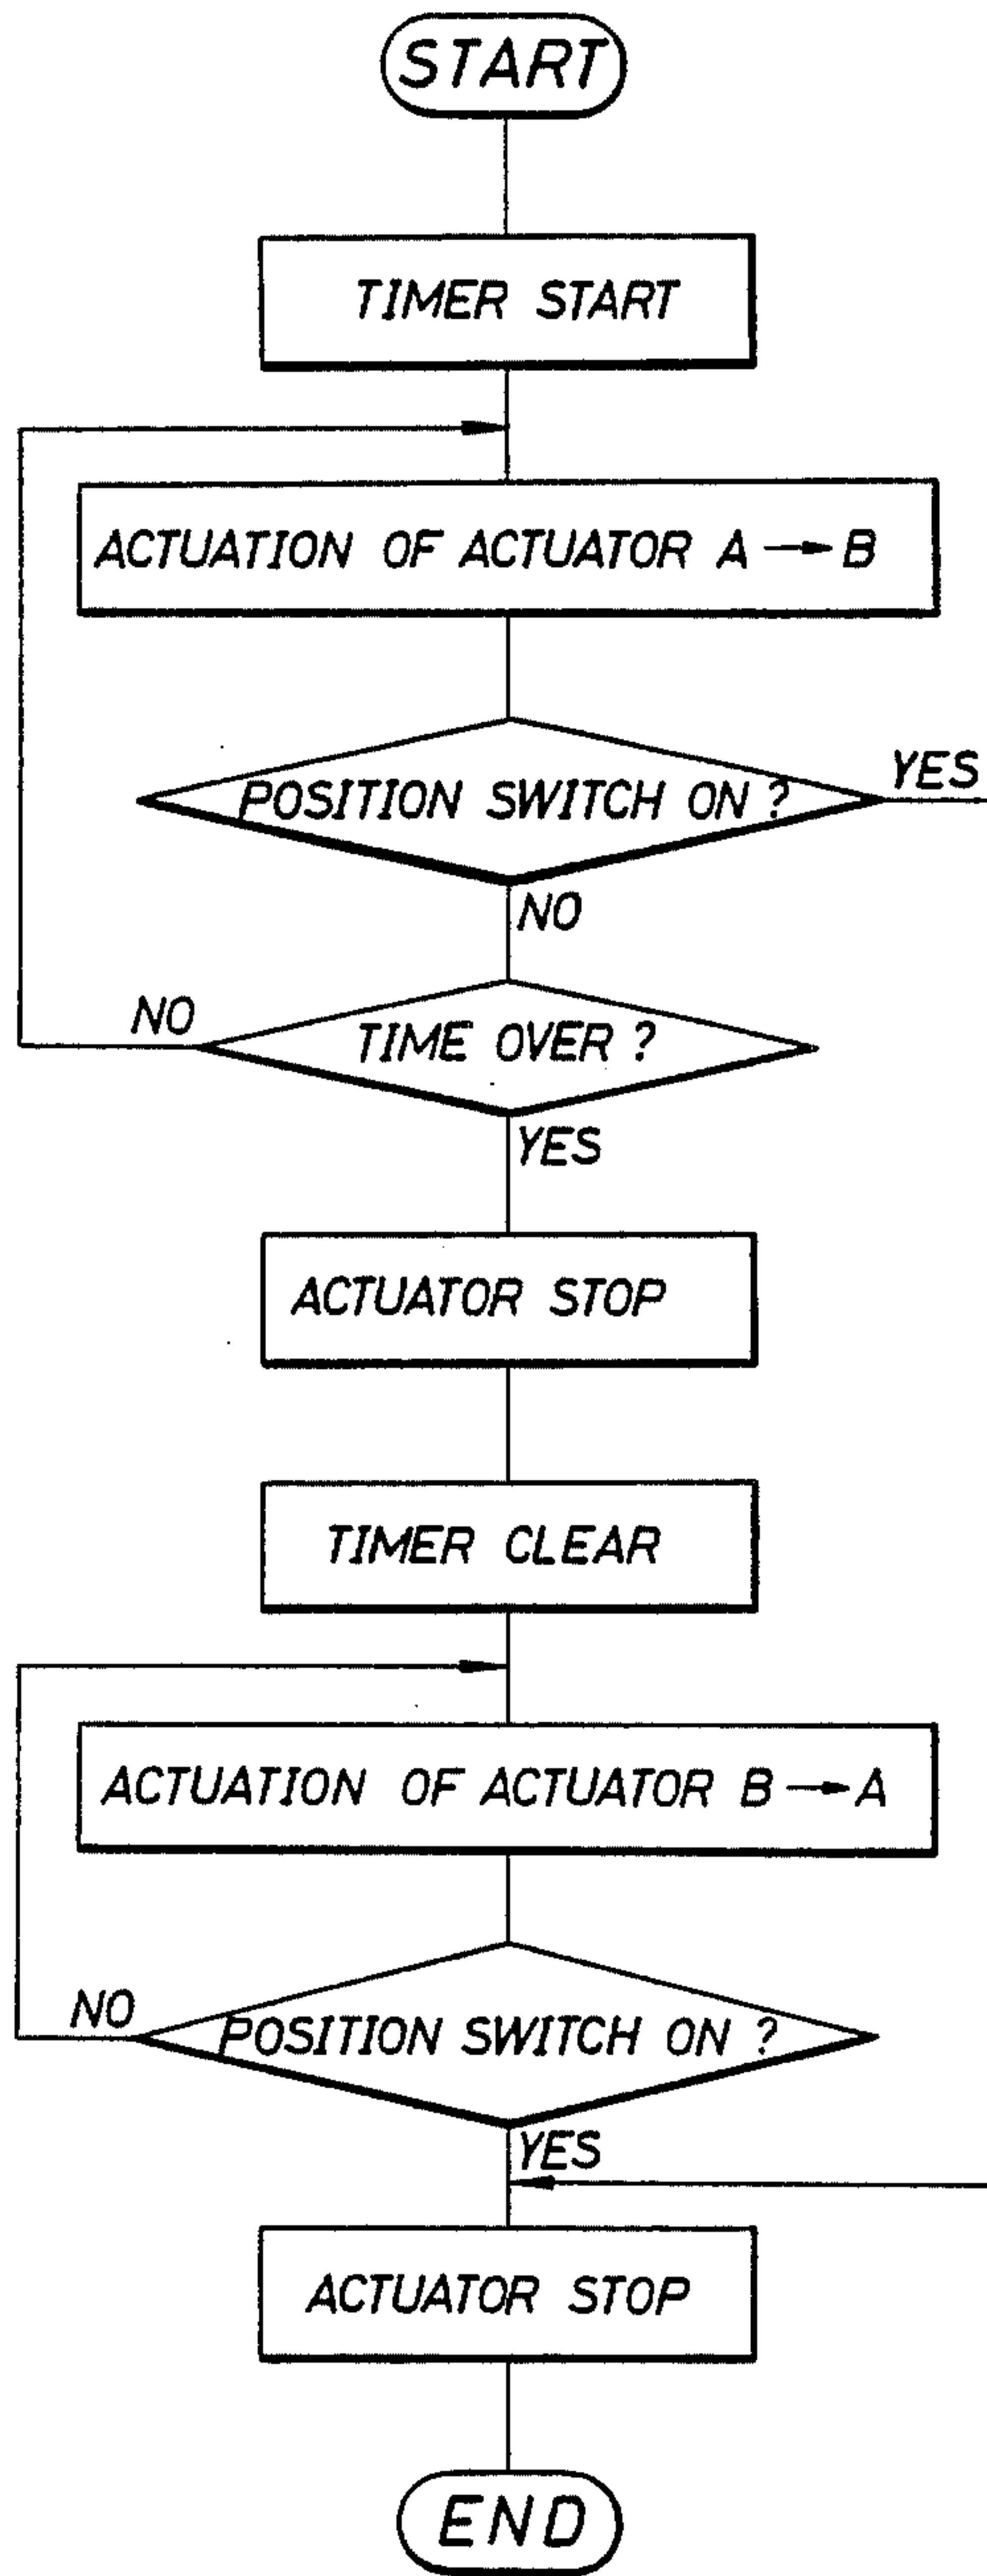 START
TIMER START
ACTUATION OF ACTUATOR A → B
POSITION SWITCH ON ?
YES
NO
TIME OVER ?
NO
YES
ACTUATOR STOP
TIMER CLEAR
ACTUATION OF ACTUATOR B → A
POSITION SWITCH ON ?
NO
YES
ACTUATOR STOP
END